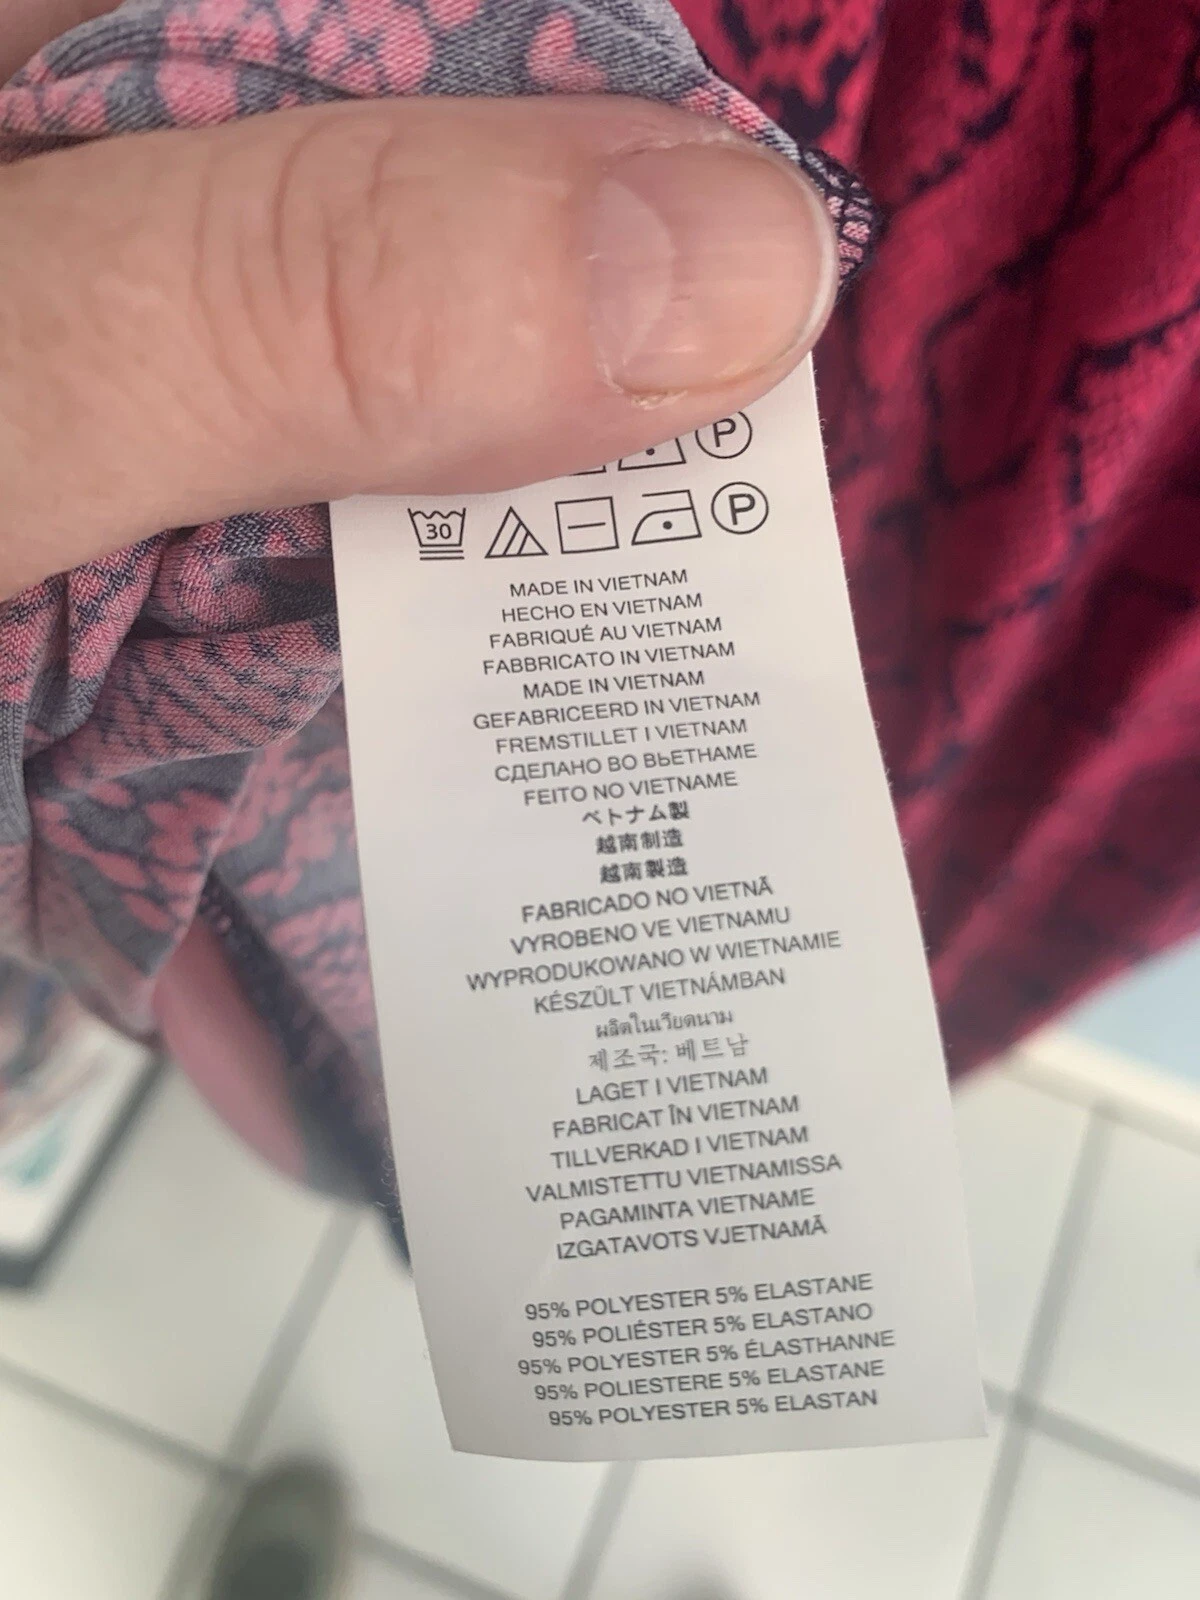 P
30 P
MADE IN VIETNAM
HECHO EN VIETNAM
FABRIQUÉ AU VIETNAM
FABBRICATO IN VIETNAM
MADE IN VIETNAM
GEFABRICEERD IN VIETNAM
FREMSTILLET I VIETNAM
СДЕЛАНО ВО ВЬЕТНАМЕ
FEITO NO VIETNAME
ベトナム製
越南制造
越南製造
FABRICADO NO VIETNÃ
VYROBENO VE VIETNAMU
WYPRODUKOWANO W WIETNAMIE
KÉSZÜLT VIETNÁMBAN
ผลิตในเวียดนาม
제조국: 베트남
LAGET I VIETNAM
FABRICAT ÎN VIETNAM
TILLVERKAD I VIETNAM
VALMISTETTU VIETNAMISSA
PAGAMINTA VIETNAME
IZGATAVOTS VJETNAMĀ
95% POLYESTER 5% ELASTANE
95% POLIÉSTER 5% ELASTANO
95% POLYESTER 5% ÉLASTHANNE
95% POLIESTERE 5% ELASTANE
95% POLYESTER 5% ELASTAN